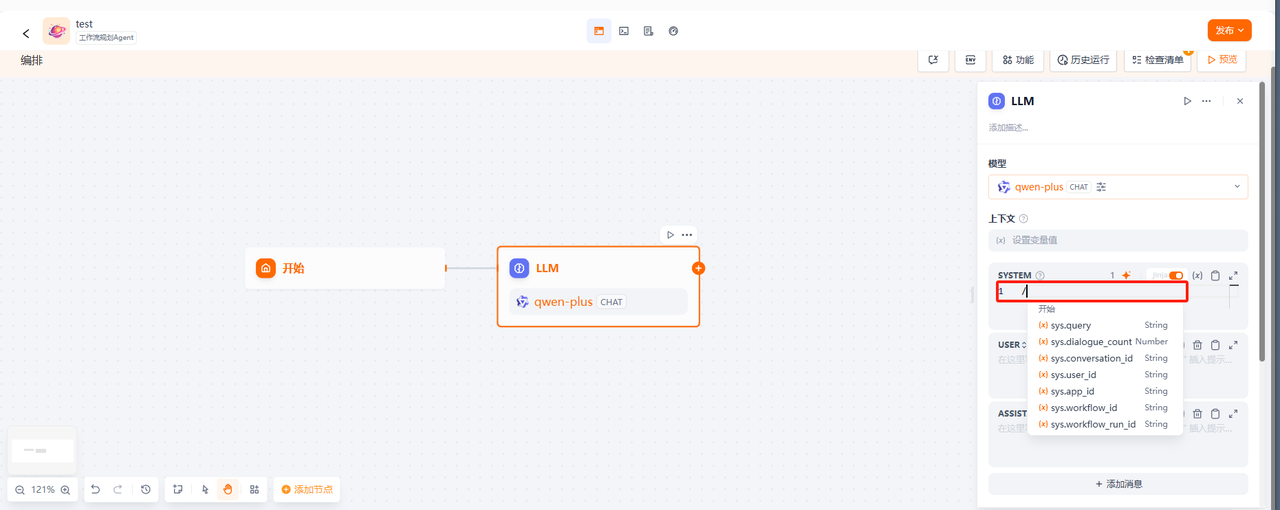 test
工作流规划Agent
发布
编排
功能
历史运行
检查清单
预览
开始
LLM
qwen-plus CHAT
121%
添加节点
LLM
添加描述...
模型
qwen-plus CHAT
上下文
{x} 设置变量值
SYSTEM 1 Jinja {x}
1 /
开始
{x} sys.query String
{x} sys.dialogue_count Number
{x} sys.conversation_id String
{x} sys.user_id String
{x} sys.app_id String
{x} sys.workflow_id String
{x} sys.workflow_run_id String
USER
在这里
插入提示...
ASSIST
在这里
插入提示...
+ 添加消息